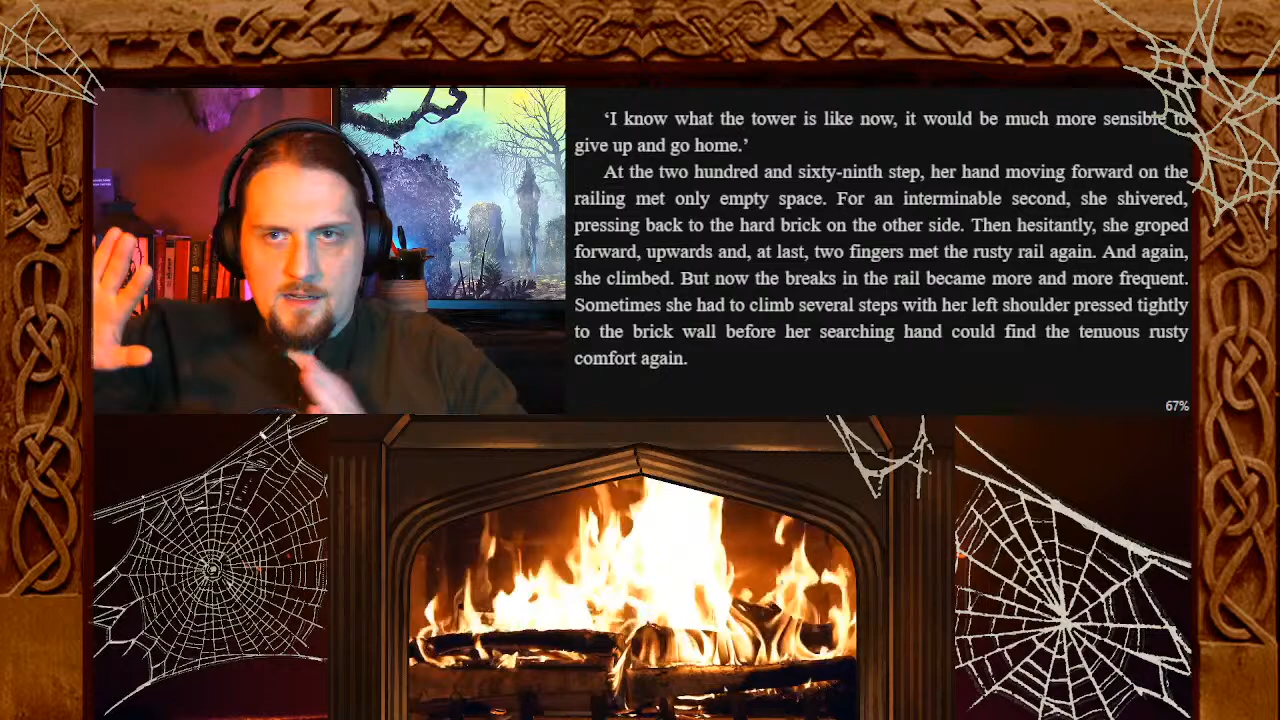 ‘I know what the tower is like now, it would be much more sensible to
give up and go home.’
At the two hundred and sixty-ninth step, her hand moving forward on the
railing met only empty space. For an interminable second, she shivered,
pressing back to the hard brick on the other side. Then hesitantly, she groped
forward, upwards and, at last, two fingers met the rusty rail again. And again,
she climbed. But now the breaks in the rail became more and more frequent.
Sometimes she had to climb several steps with her left shoulder pressed tightly
to the brick wall before her searching hand could find the tenuous rusty
comfort again.
67%